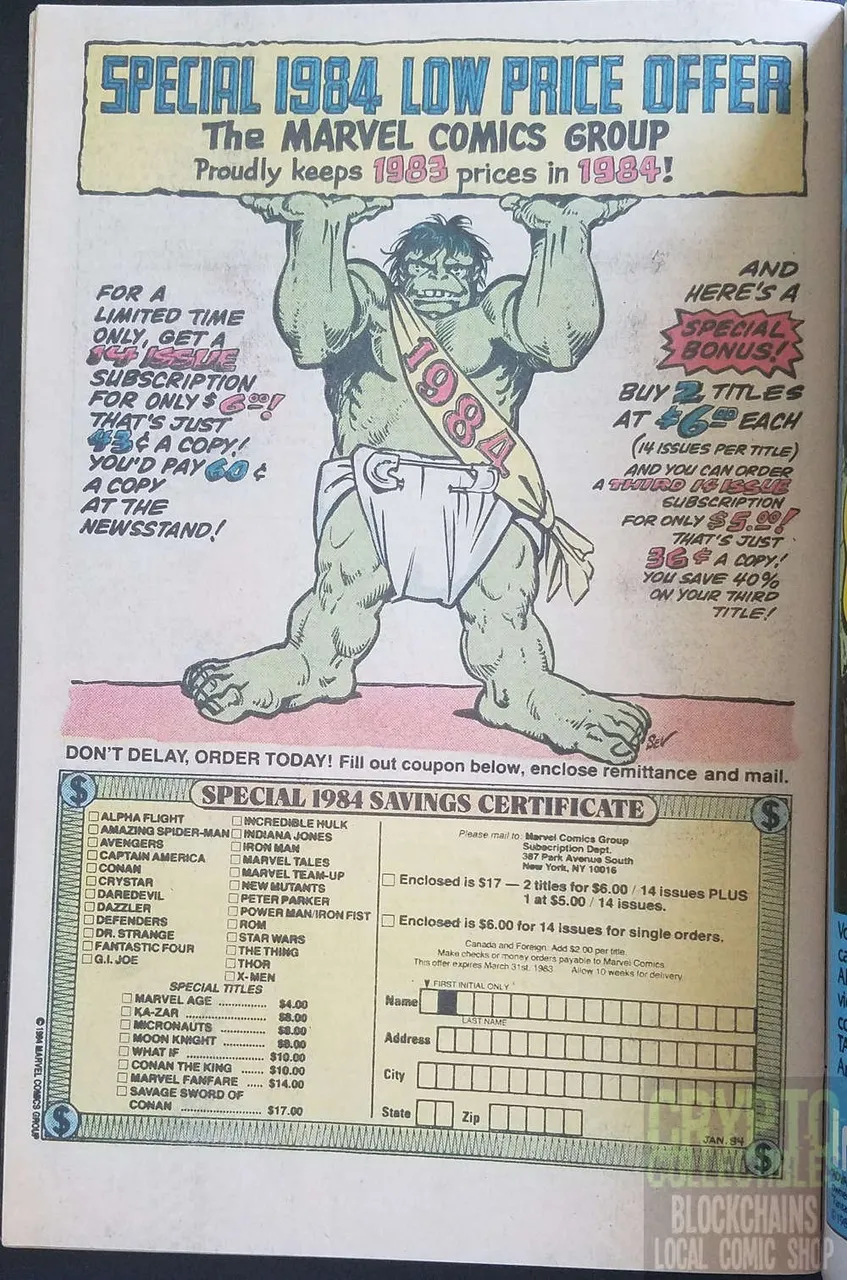 SPECIAL 1984 LOW PRICE OFFER
The MARVEL COMICS GROUP
Proudly keeps 1983 prices in 1984!
FOR A
LIMITED TIME
ONLY, GET A
14 ISSUE
SUBSCRIPTION
FOR ONLY $6.00!
THAT'S JUST
43¢ A COPY!
YOU'D PAY 60¢
A COPY
AT THE
NEWSSTAND!
1984
AND
HERE'S A
SPECIAL
BONUS!
BUY 2 TITLES
AT $6.00 EACH
(14 ISSUES PER TITLE)
AND YOU CAN ORDER
A THIRD 14 ISSUE
SUBSCRIPTION
FOR ONLY $5.00!
THAT'S JUST
36¢ A COPY!
YOU SAVE 40%
ON YOUR THIRD
TITLE!
SEV
DON'T DELAY, ORDER TODAY! Fill out coupon below, enclose remittance and mail.
$ $
SPECIAL 1984 SAVINGS CERTIFICATE
ALPHA FLIGHT
AMAZING SPIDER-MAN
AVENGERS
CAPTAIN AMERICA
CONAN
CRYSTAR
DAREDEVIL
DAZZLER
DEFENDERS
DR. STRANGE
FANTASTIC FOUR
G.I. JOE
INCREDIBLE HULK
INDIANA JONES
IRON MAN
MARVEL TALES
MARVEL TEAM-UP
NEW MUTANTS
PETER PARKER
POWER MAN/IRON FIST
ROM
STAR WARS
THE THING
THOR
X-MEN
SPECIAL TITLES
MARVEL AGE ............... $4.00
KA-ZAR ............... $8.00
MICRONAUTS ............... $8.00
MOON KNIGHT ............... $8.00
WHAT IF ............... $10.00
CONAN THE KING ...... $10.00
MARVEL FANFARE ..... $14.00
SAVAGE SWORD OF
CONAN ............... $17.00
Please mail to: Marvel Comics Group
Subscription Dept.
387 Park Avenue South
New York, NY 10016
Enclosed is $17 — 2 titles for $6.00 / 14 issues PLUS
1 at $5.00 / 14 issues.
Enclosed is $6.00 for 14 issues for single orders.
Canada and Foreign Add $2.00 per title.
Make checks or money orders payable to Marvel Comics.
This offer expires March 31st. 1983 Allow 10 weeks for delivery
FIRST INITIAL ONLY
Name
LAST NAME
Address
City
State Zip
JAN. 84
$ $
© 1984 MARVEL COMICS GROUP
CRYPTO
COLLECTIBLES
BLOCKCHAINS
LOCAL COMIC SHOP